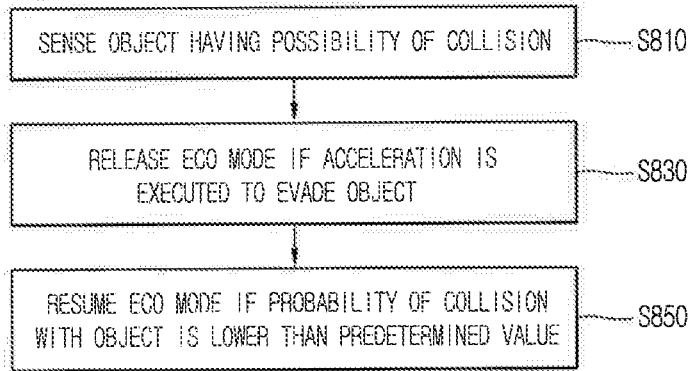 SENSE OBJECT HAVING POSSIBILITY OF COLLISION
S810
RELEASE ECO MODE IF ACCELERATION IS
EXECUTED TO EVADE OBJECT
S830
RESUME ECO MODE IF PROBABILITY OF COLLISION
WITH OBJECT IS LOWER THAN PREDETERMINED VALUE
S850